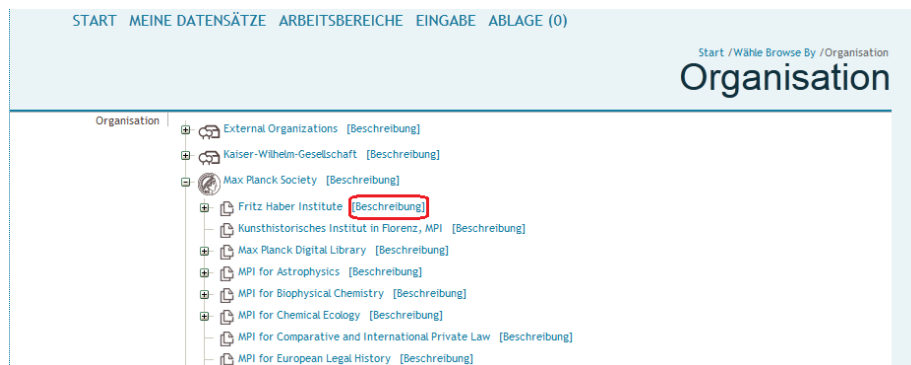 START MEINE DATENSÄTZE ARBEITSBEREICHE EINGABE ABLAGE (0)
Start /Wähle Browse By /Organisation
Organisation
Organisation
External Organizations [Beschreibung]
Kaiser-Wilhelm-Gesellschaft [Beschreibung]
Max Planck Society [Beschreibung]
Fritz Haber Institute [Beschreibung]
Kunsthistorisches Institut in Florenz, MPI [Beschreibung]
Max Planck Digital Library [Beschreibung]
MPI for Astrophysics [Beschreibung]
MPI for Biophysical Chemistry [Beschreibung]
MPI for Chemical Ecology [Beschreibung]
MPI for Comparative and International Private Law [Beschreibung]
MPI for European Legal History [Beschreibung]